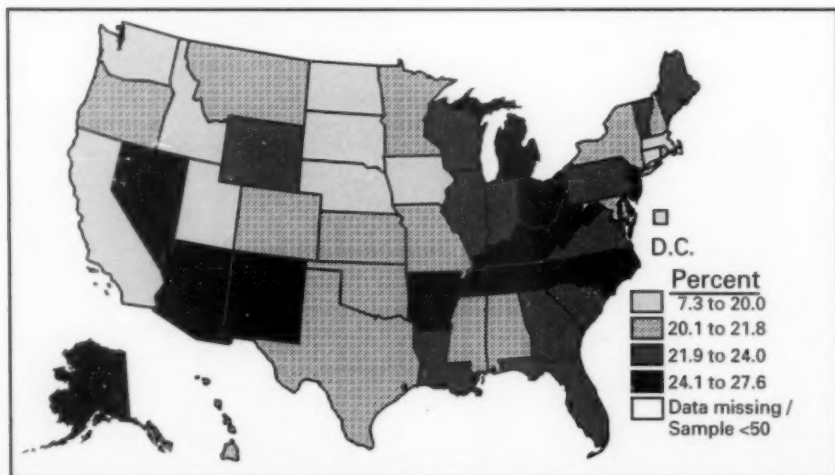 D.C.
Percent
7.3 to 20.0
20.1 to 21.8
21.9 to 24.0
24.1 to 27.6
Data missing /
Sample <50